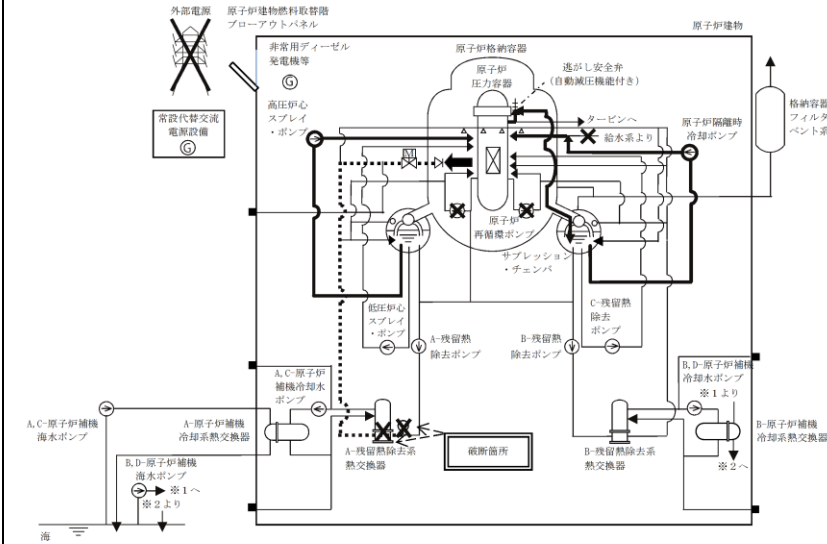 外部電源
原子炉建物燃料取替階
ブローアウトパネル
原子炉建物
非常用ディーゼル
発電機等
G
原子炉格納容器
原子炉
圧力容器
逃がし安全弁
(自動減圧機能付き)
常設代替交流
電源設備
G
高圧炉心
スプレイ
・ポンプ
タービンへ
給水系より
原子炉隔離時
冷却ポンプ
格納容器
フィルタ
ベント系
原子炉
再循環ポンプ
サプレッション
・チェンバ
低圧炉心
スプレイ
・ポンプ
A-残留熱
除去ポンプ
B-残留熱
除去ポンプ
C-残留熱
除去
ポンプ
A,C-原子炉
補機冷却水
ポンプ
B,D-原子炉補機
冷却水ポンプ
※1より
A,C-原子炉補機
海水ポンプ
A-原子炉補機
冷却系熱交換器
B-原子炉補機
冷却系熱交換器
A-残留熱除去系
熱交換器
破断箇所
B-残留熱除去系
熱交換器
※2へ
B,D-原子炉補機
海水ポンプ
※1へ
※2より
海